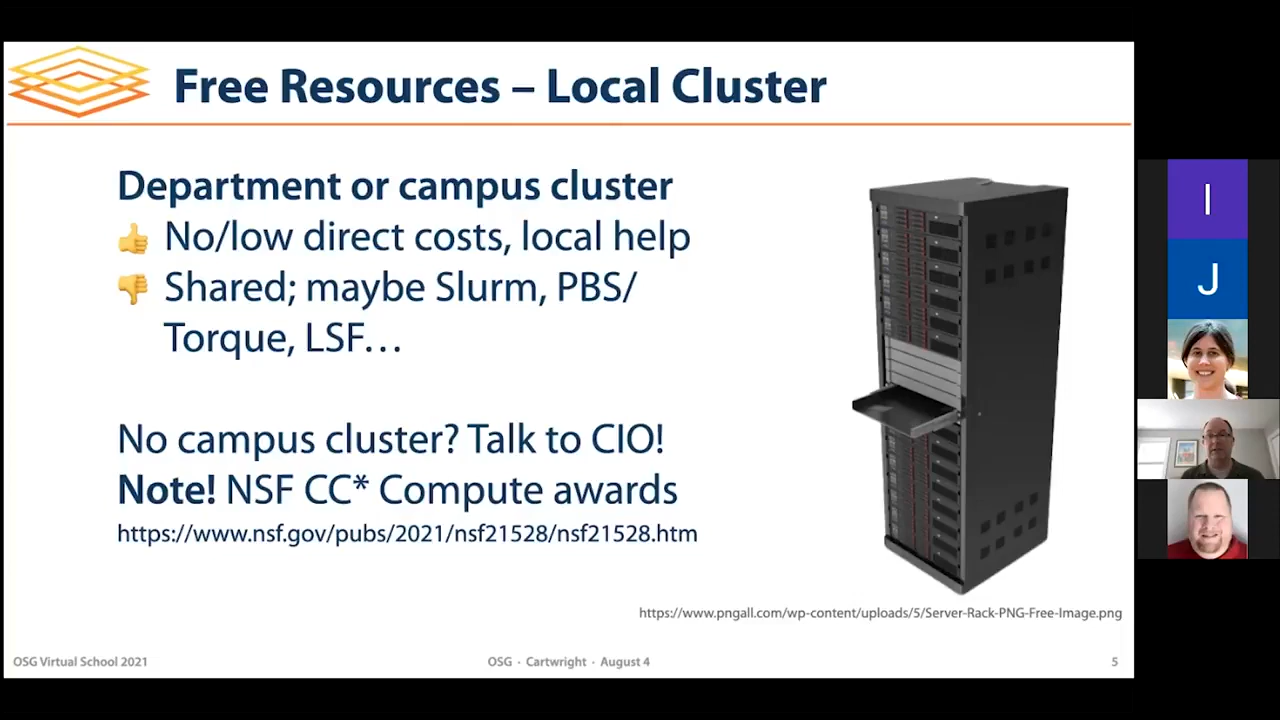 Free Resources – Local Cluster
Department or campus cluster
No/low direct costs, local help
Shared; maybe Slurm, PBS/
Torque, LSF…
No campus cluster? Talk to CIO!
Note! NSF CC* Compute awards
https://www.nsf.gov/pubs/2021/nsf21528/nsf21528.htm
https://www.pngall.com/wp-content/uploads/5/Server-Rack-PNG-Free-Image.png
OSG Virtual School 2021
OSG · Cartwright · August 4
5
I
J